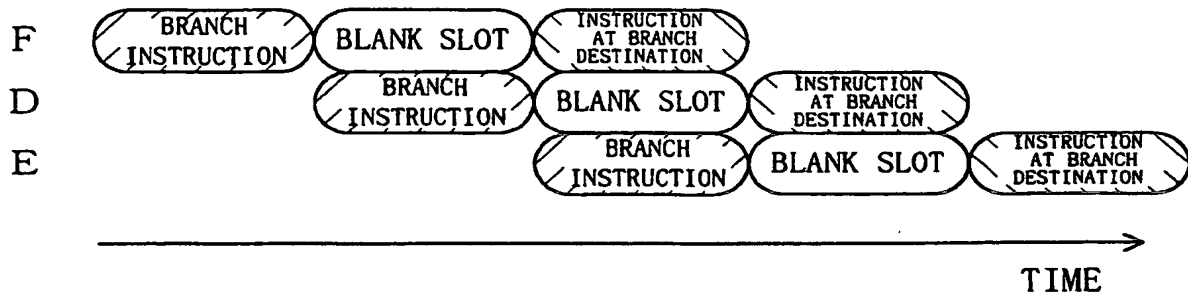 F
BRANCH
INSTRUCTION
BLANK SLOT
INSTRUCTION
AT BRANCH
DESTINATION
D
BRANCH
INSTRUCTION
BLANK SLOT
INSTRUCTION
AT BRANCH
DESTINATION
E
BRANCH
INSTRUCTION
BLANK SLOT
INSTRUCTION
AT BRANCH
DESTINATION
TIME